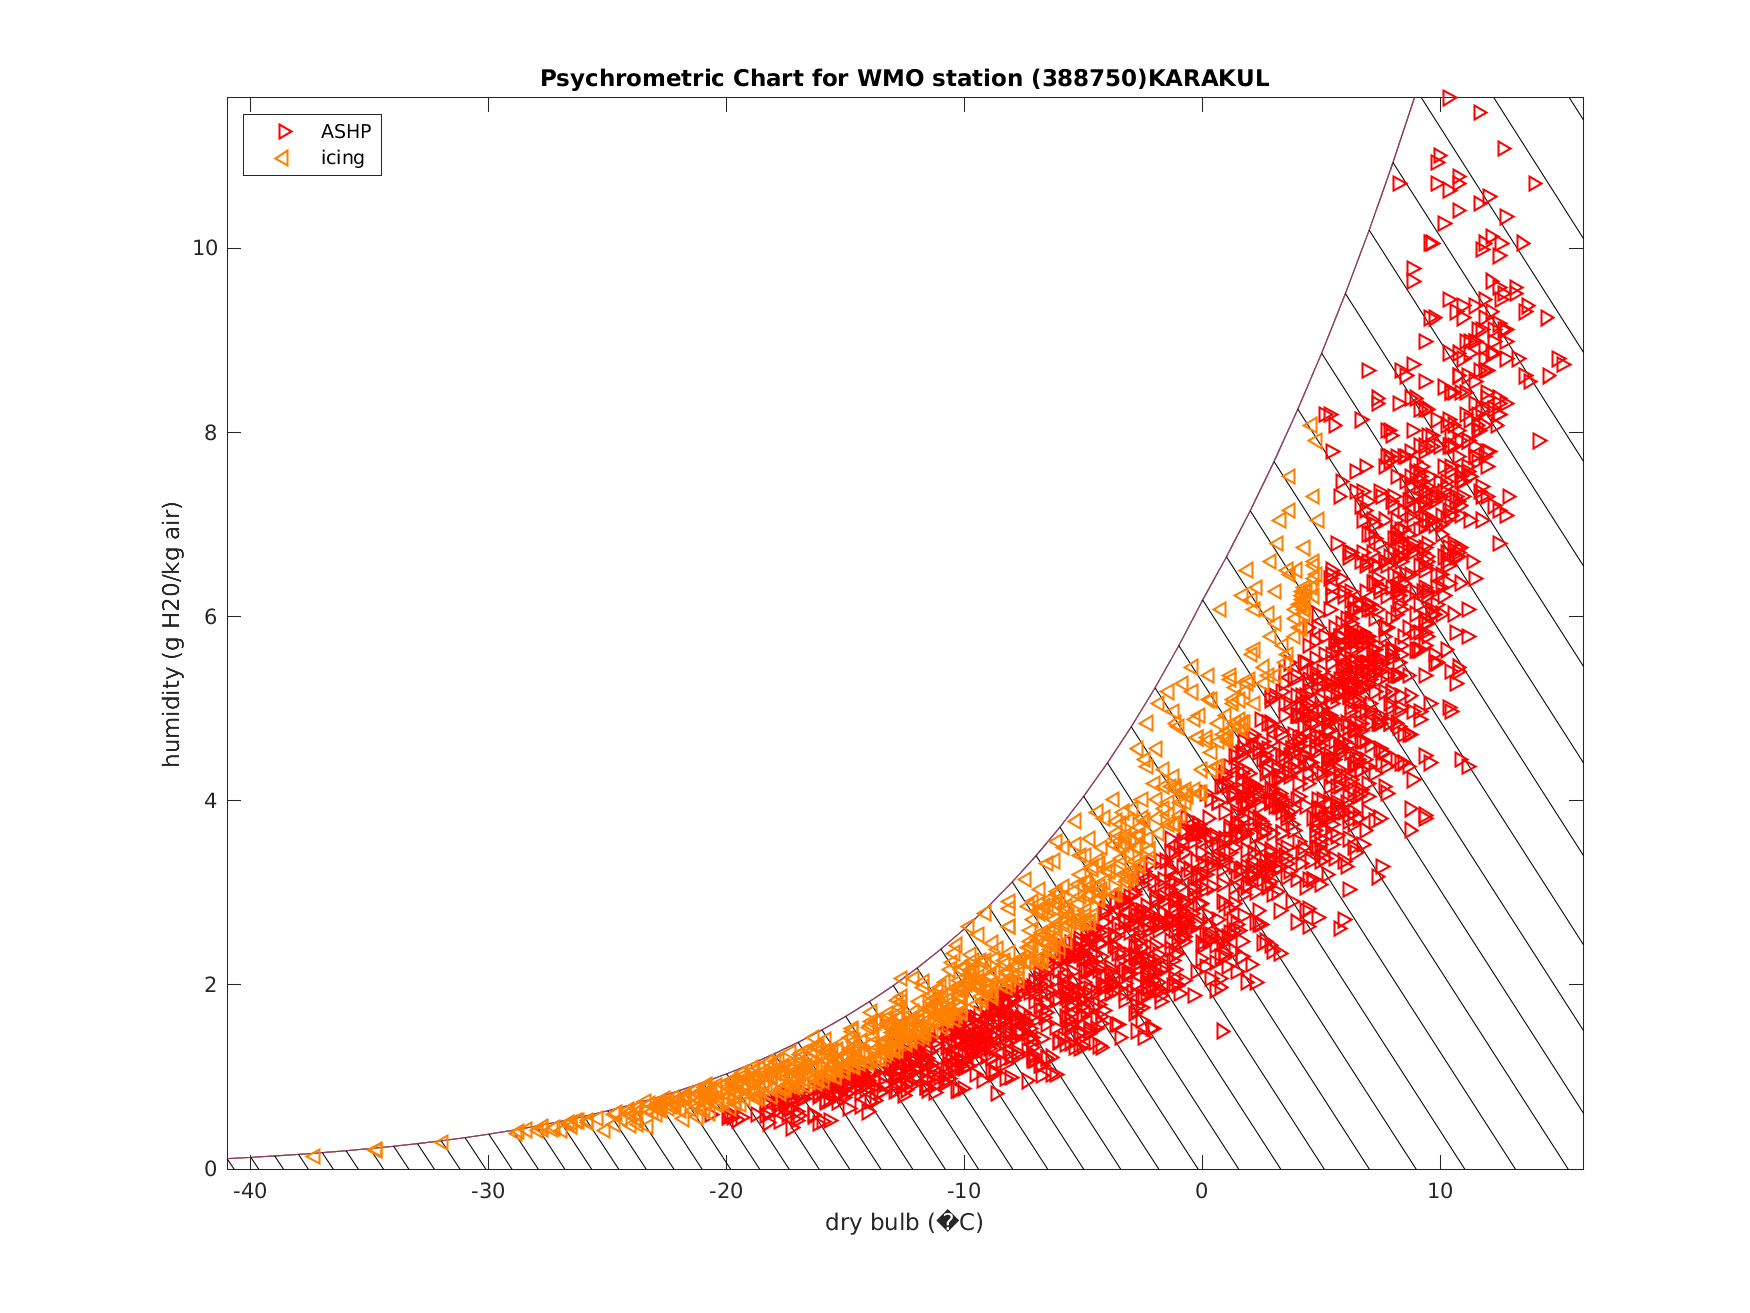 Psychrometric Chart for WMO station (388750)KARAKUL
ASHP
icing
humidity (g H20/kg air)
10
8
6
4
2
0
-40 -30 -20 -10 0 10
dry bulb (�C)